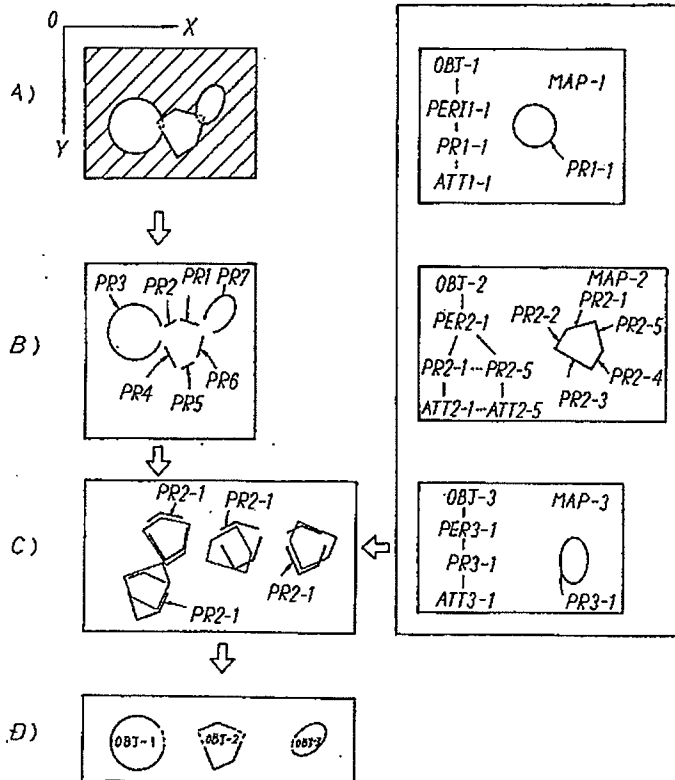 0
X
A)
Y
OBJ-1
MAP-1
PERI1-1
PR1-1
PR1-1
ATT1-1
B)
PR3
PR2
PR1
PR7
PR4
PR5
PR6
OBJ-2
MAP-2
PR2-1
PER2-1
PR2-2
PR2-5
PR2-1---PR2-5
PR2-4
PR2-3
ATT2-1---ATT2-5
C)
PR2-1
PR2-1
PR2-1
PR2-1
OBJ-3
MAP-3
PER3-1
PR3-1
PR3-1
ATT3-1
D)
OBJ-1
OBJ-2
OBJ-3